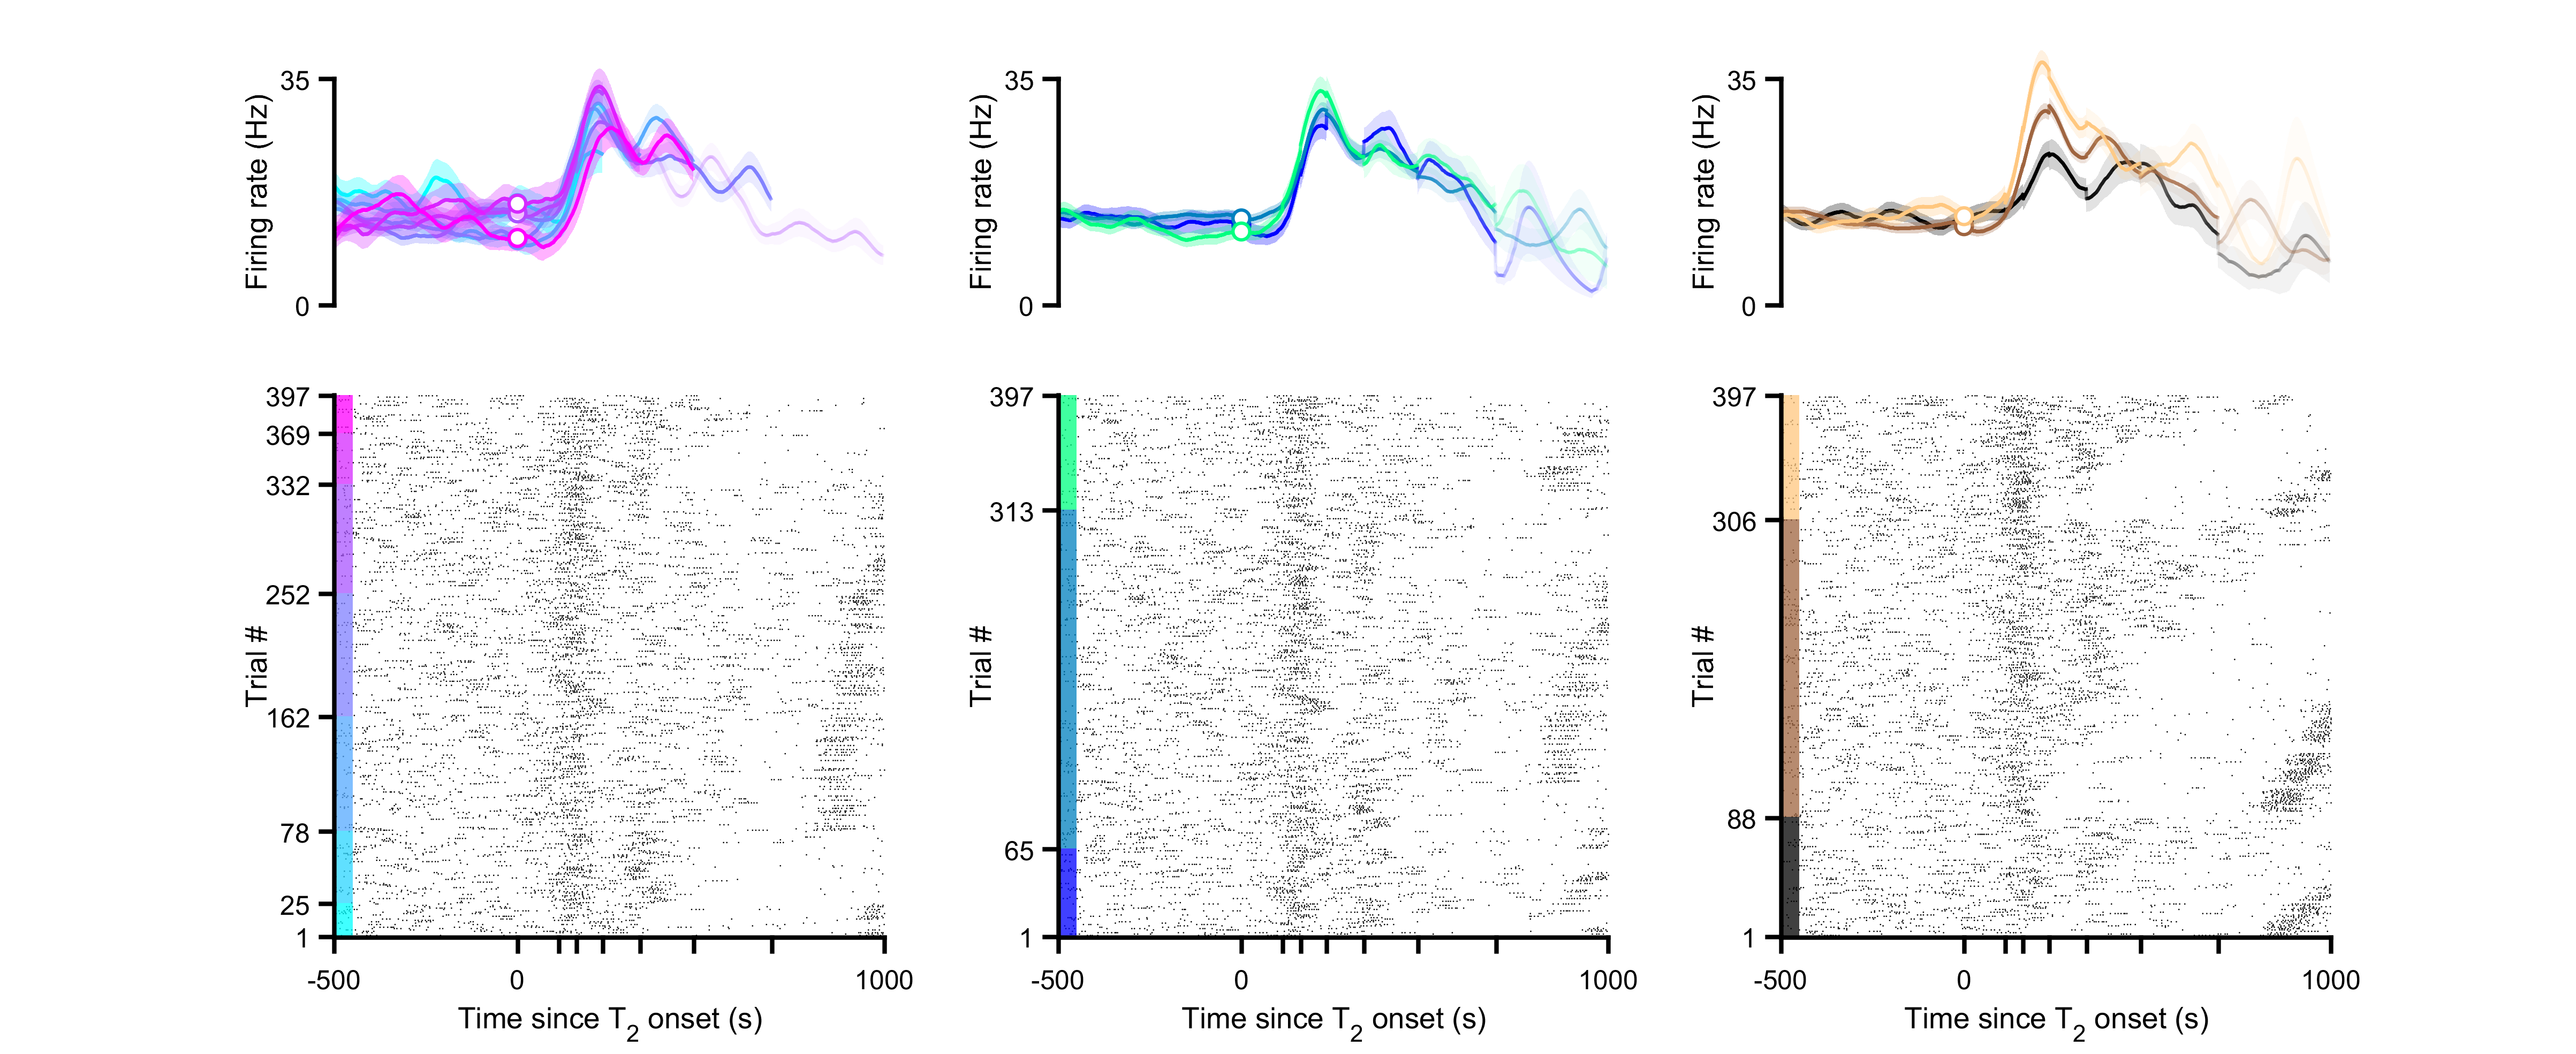 35
Firing rate (Hz)
0
35
Firing rate (Hz)
0
35
Firing rate (Hz)
0
397
369
332
252
162
78
25
1
Trial #
-500 0 1000
Time since T2 onset (s)
397
313
65
1
Trial #
-500 0 1000
Time since T2 onset (s)
397
306
88
1
Trial #
-500 0 1000
Time since T2 onset (s)